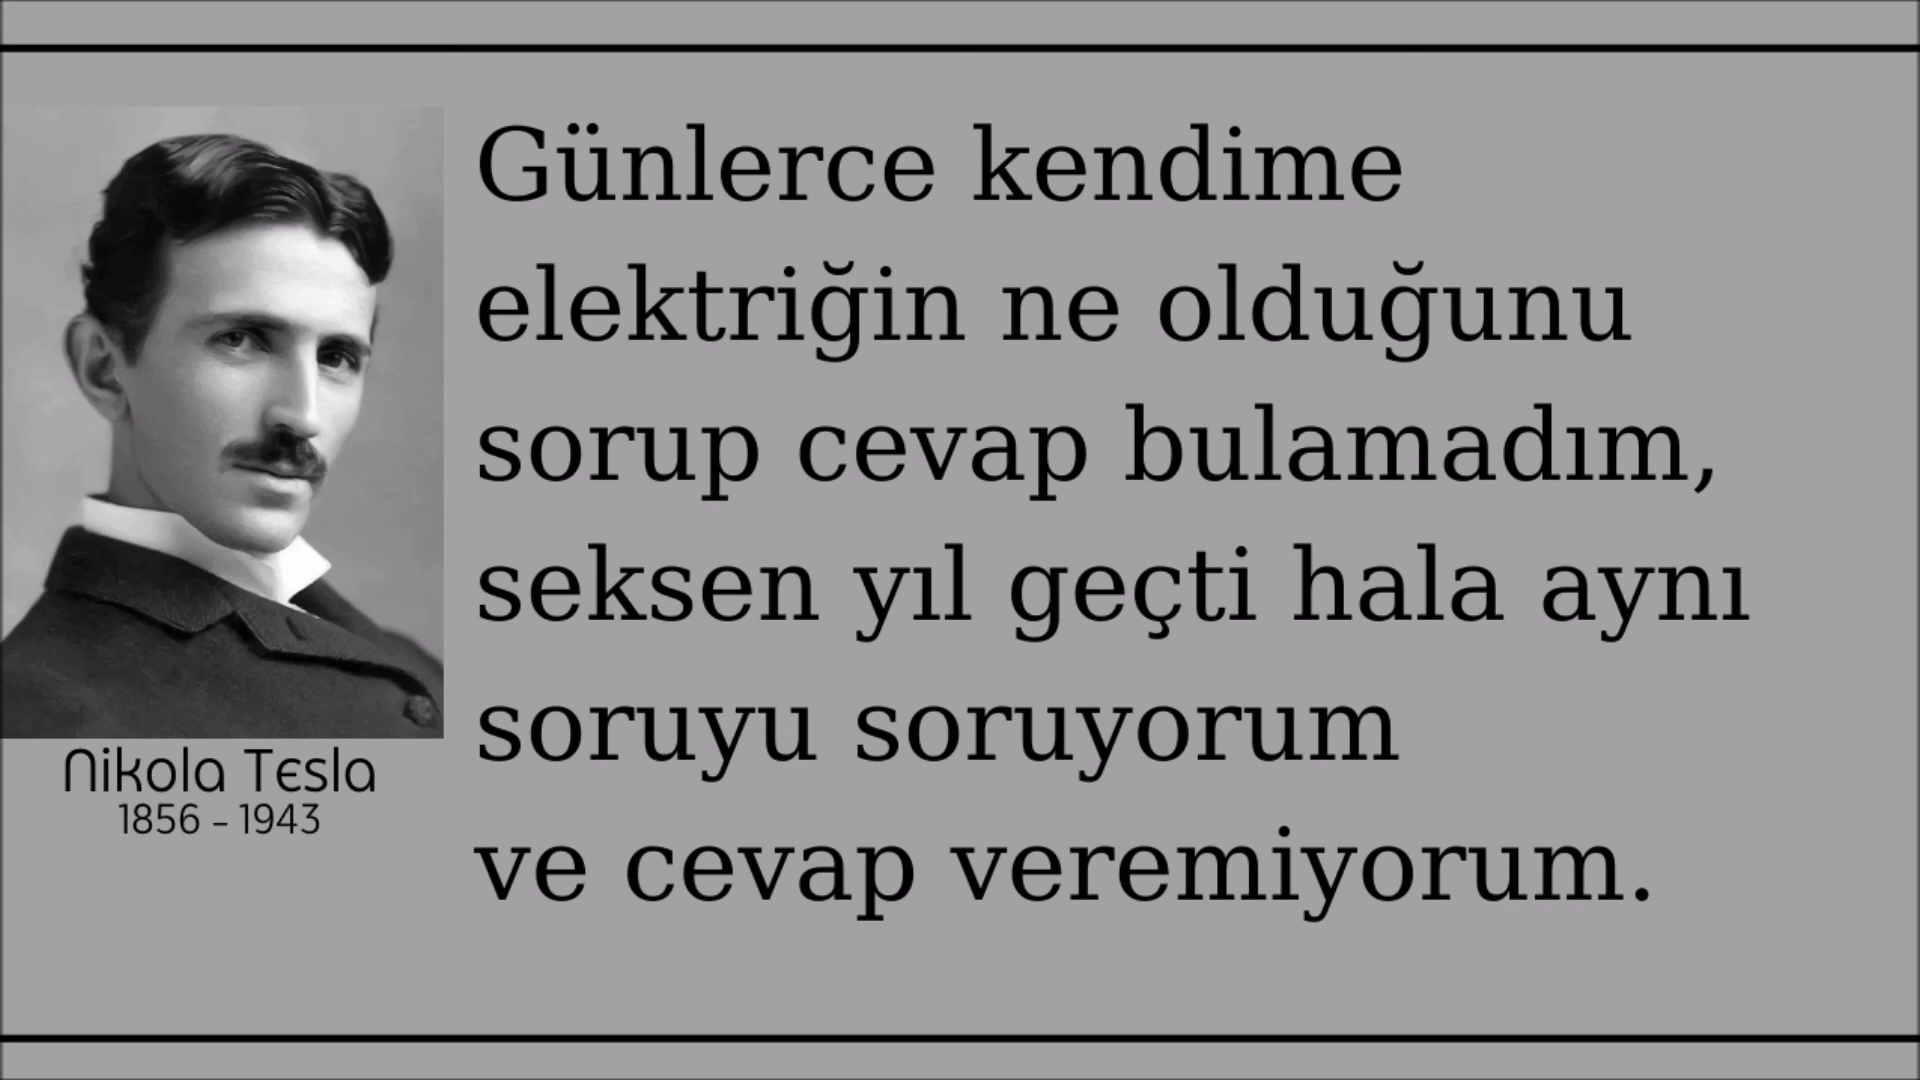 Günlerce kendime
elektriğin ne olduğunu
sorup cevap bulamadım,
seksen yıl geçti hala aynı
soruyu soruyorum
ve cevap veremiyorum.
Nikola Tesla
1856 - 1943